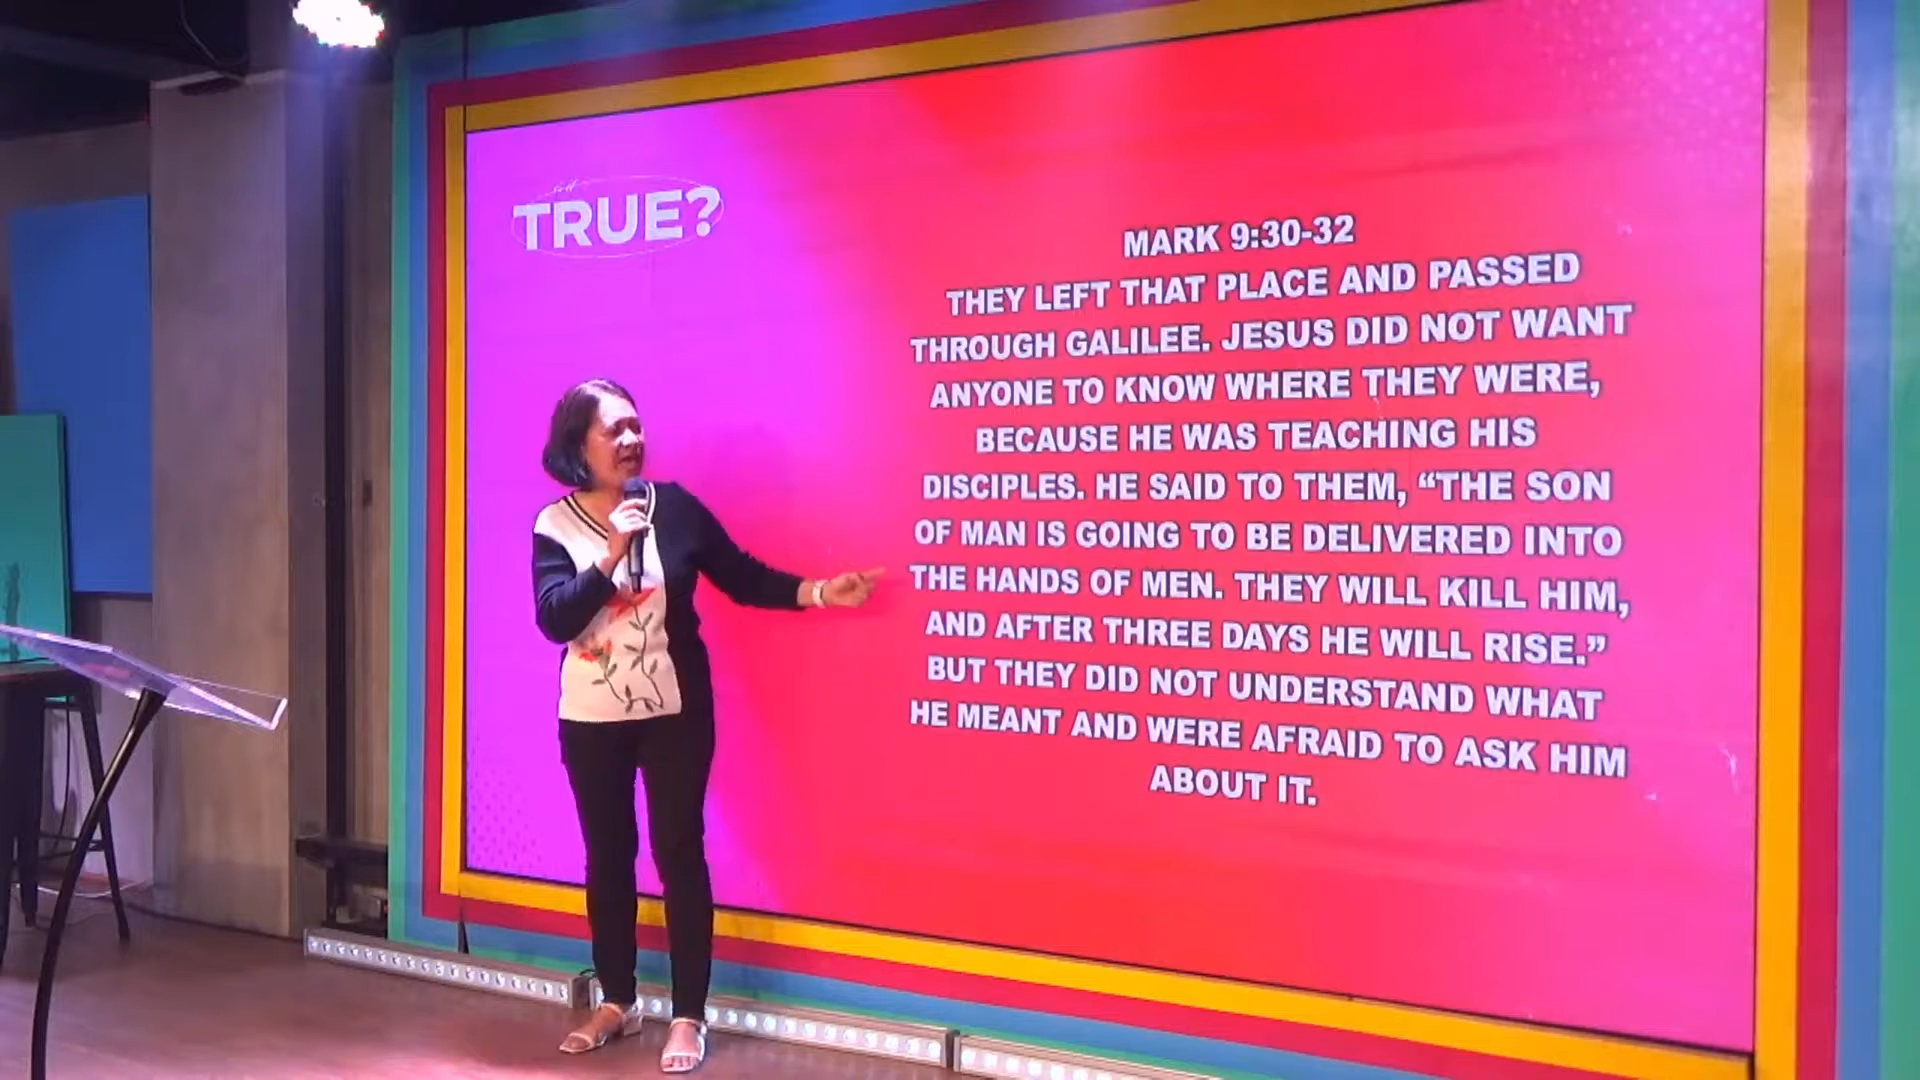 is it
TRUE?
MARK 9:30-32
THEY LEFT THAT PLACE AND PASSED
THROUGH GALILEE. JESUS DID NOT WANT
ANYONE TO KNOW WHERE THEY WERE,
BECAUSE HE WAS TEACHING HIS
DISCIPLES. HE SAID TO THEM, “THE SON
OF MAN IS GOING TO BE DELIVERED INTO
THE HANDS OF MEN. THEY WILL KILL HIM,
AND AFTER THREE DAYS HE WILL RISE.”
BUT THEY DID NOT UNDERSTAND WHAT
HE MEANT AND WERE AFRAID TO ASK HIM
ABOUT IT.